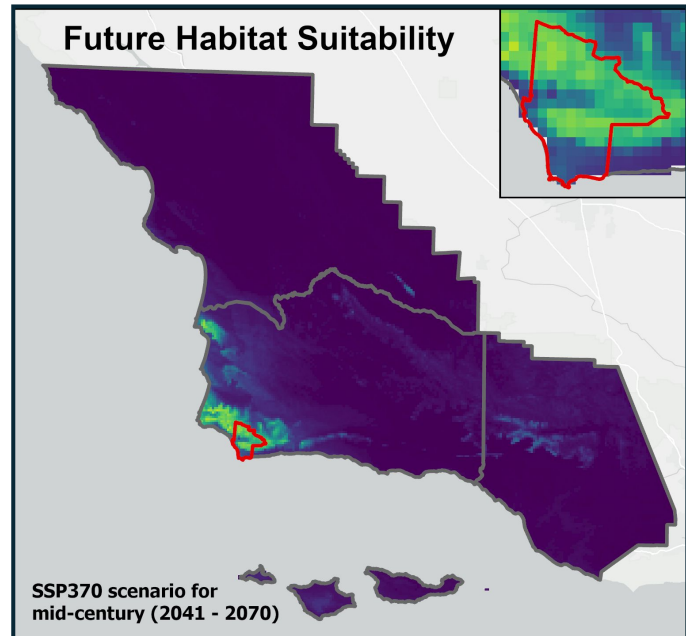 Future Habitat Suitability
SSP370 scenario for
mid-century (2041 - 2070)